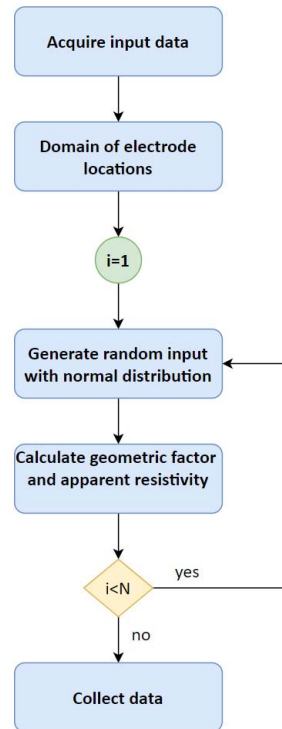 Acquire input data
Domain of electrode
locations
i=1
Generate random input
with normal distribution
Calculate geometric factor
and apparent resistivity
i<N
yes
no
Collect data